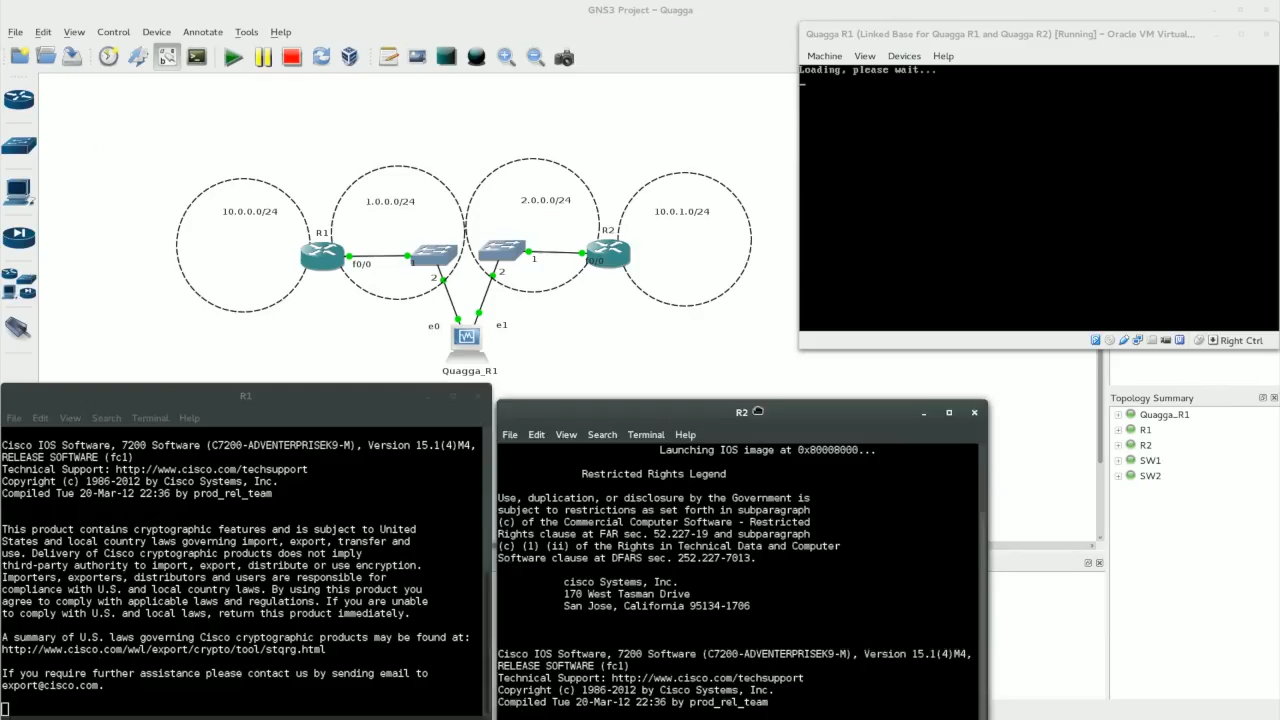 GNS3 Project – Quagga
File Edit View Control Device Annotate Tools Help
Quagga R1 (Linked Base for Quagga R1 and Quagga R2) [Running] – Oracle VM Virtual...
Machine View Devices Help
Loading, please wait...
10.0.0.0/24
1.0.0.0/24
2.0.0.0/24
10.0.1.0/24
R1
R2
f0/0
1
1
f0/0
2
2
e0
e1
Quagga_R1
Right Ctrl
Topology Summary
Quagga_R1
R1
R2
SW1
SW2
R1
File Edit View Search Terminal Help
Cisco IOS Software, 7200 Software (C7200-ADVENTERPRISEK9-M), Version 15.1(4)M4,
RELEASE SOFTWARE (fc1)
Technical Support: http://www.cisco.com/techsupport
Copyright (c) 1986-2012 by Cisco Systems, Inc.
Compiled Tue 20-Mar-12 22:36 by prod_rel_team
This product contains cryptographic features and is subject to United
States and local country laws governing import, export, transfer and
use. Delivery of Cisco cryptographic products does not imply
third-party authority to import, export, distribute or use encryption.
Importers, exporters, distributors and users are responsible for
compliance with U.S. and local country laws. By using this product you
agree to comply with applicable laws and regulations. If you are unable
to comply with U.S. and local laws, return this product immediately.
A summary of U.S. laws governing Cisco cryptographic products may be found at:
http://www.cisco.com/wwl/export/crypto/tool/stqrg.html
If you require further assistance please contact us by sending email to
export@cisco.com.
R2
File Edit View Search Terminal Help
Launching IOS image at 0x80008000...
Restricted Rights Legend
Use, duplication, or disclosure by the Government is
subject to restrictions as set forth in subparagraph
(c) of the Commercial Computer Software - Restricted
Rights clause at FAR sec. 52.227-19 and subparagraph
(c) (1) (ii) of the Rights in Technical Data and Computer
Software clause at DFARS sec. 252.227-7013.
cisco Systems, Inc.
170 West Tasman Drive
San Jose, California 95134-1706
Cisco IOS Software, 7200 Software (C7200-ADVENTERPRISEK9-M), Version 15.1(4)M4,
RELEASE SOFTWARE (fc1)
Technical Support: http://www.cisco.com/techsupport
Copyright (c) 1986-2012 by Cisco Systems, Inc.
Compiled Tue 20-Mar-12 22:36 by prod_rel_team